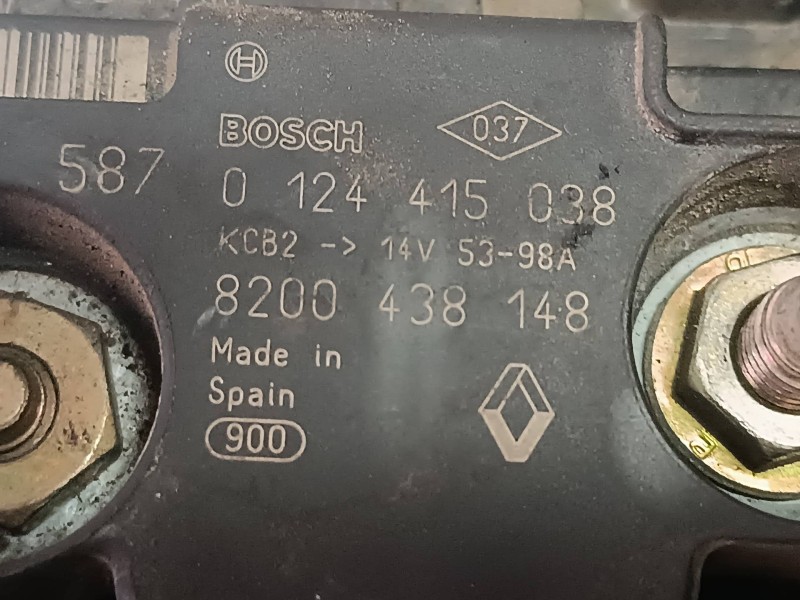 BOSCH
037
587 0 124 415 038
KCB2 -> 14V 53-98A
8200 438 148
Made in
Spain
900